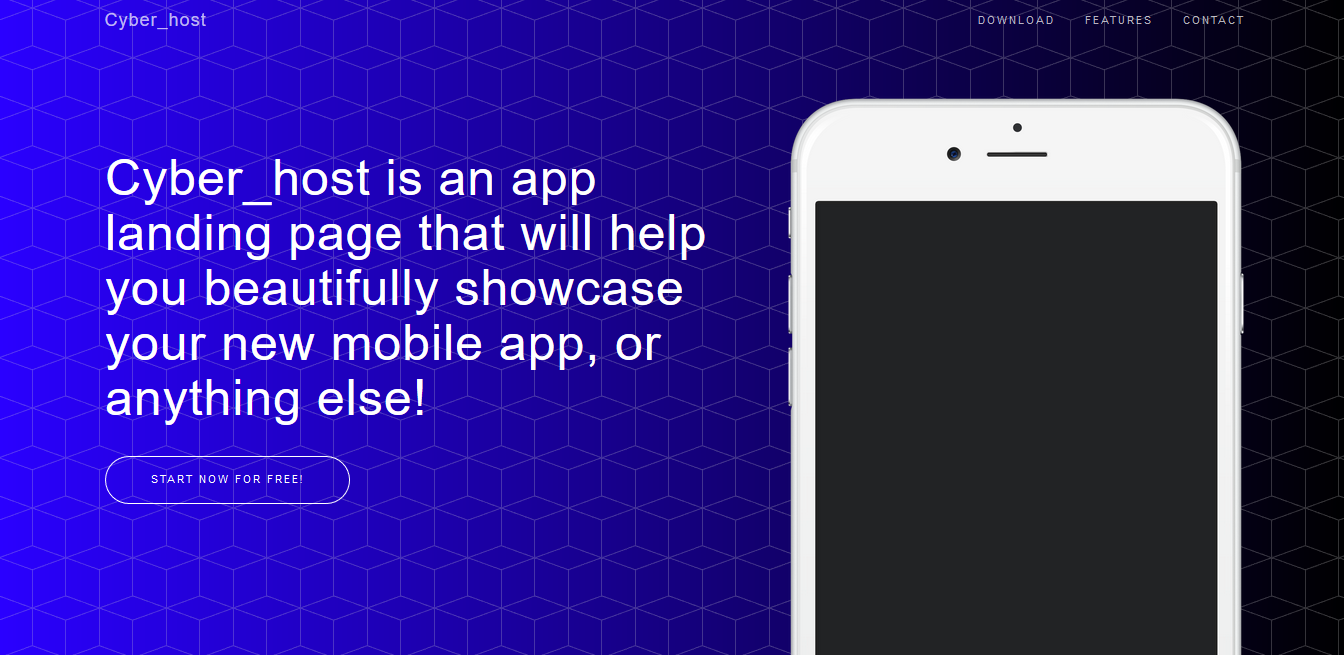 Cyber_host
DOWNLOAD FEATURES CONTACT
Cyber_host is an app
landing page that will help
you beautifully showcase
your new mobile app, or
anything else!
START NOW FOR FREE!